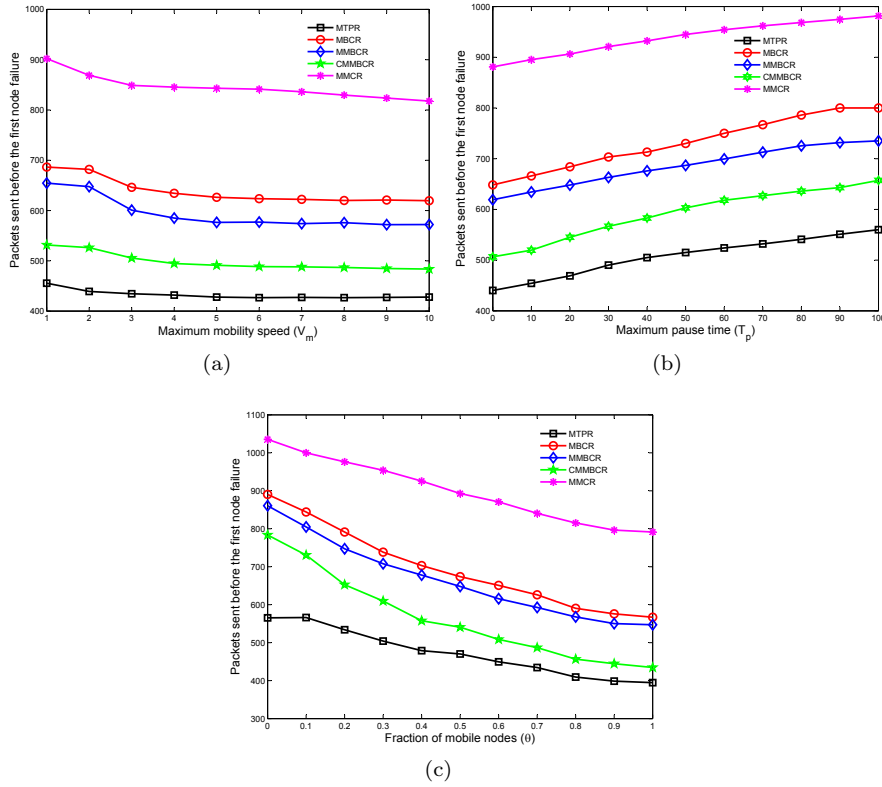 1000
900
800
700
600
500
400
Packets sent before the first node failure
MTPR
MBCR
MMBCR
CMMBCR
MMCR
1 2 3 4 5 6 7 8 9 10
Maximum mobility speed (V_m)
(a)
1000
900
800
700
600
500
400
Packets sent before the first node failure
MTPR
MBCR
MMBCR
CMMBCR
MMCR
0 10 20 30 40 50 60 70 80 90 100
Maximum pause time (T_p)
(b)
1100
1000
900
800
700
600
500
400
300
Packets sent before the first node failure
MTPR
MBCR
MMBCR
CMMBCR
MMCR
0 0.1 0.2 0.3 0.4 0.5 0.6 0.7 0.8 0.9 1
Fraction of mobile nodes (θ)
(c)